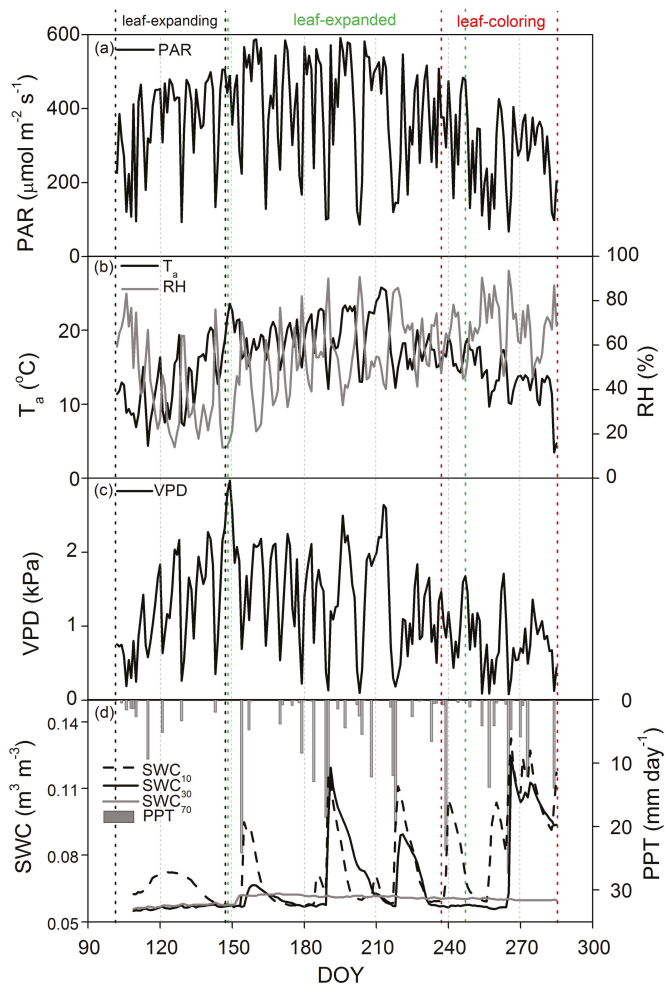 leaf-expanding leaf-expanded leaf-coloring
600
(a) PAR
400
200
0
PAR (μmol m⁻² s⁻¹)
100
(b) Tₐ
RH
80
20
60
40
10
20
0
0
Tₐ (°C)
RH (%)
(c) VPD
2
1
0
VPD (kPa)
0
(d)
0.14
10
0.11
SWC₁₀
SWC₃₀
SWC₇₀
PPT
20
0.08
30
0.05
SWC (m³ m⁻³)
PPT (mm day⁻¹)
90 120 150 180 210 240 270 300
DOY